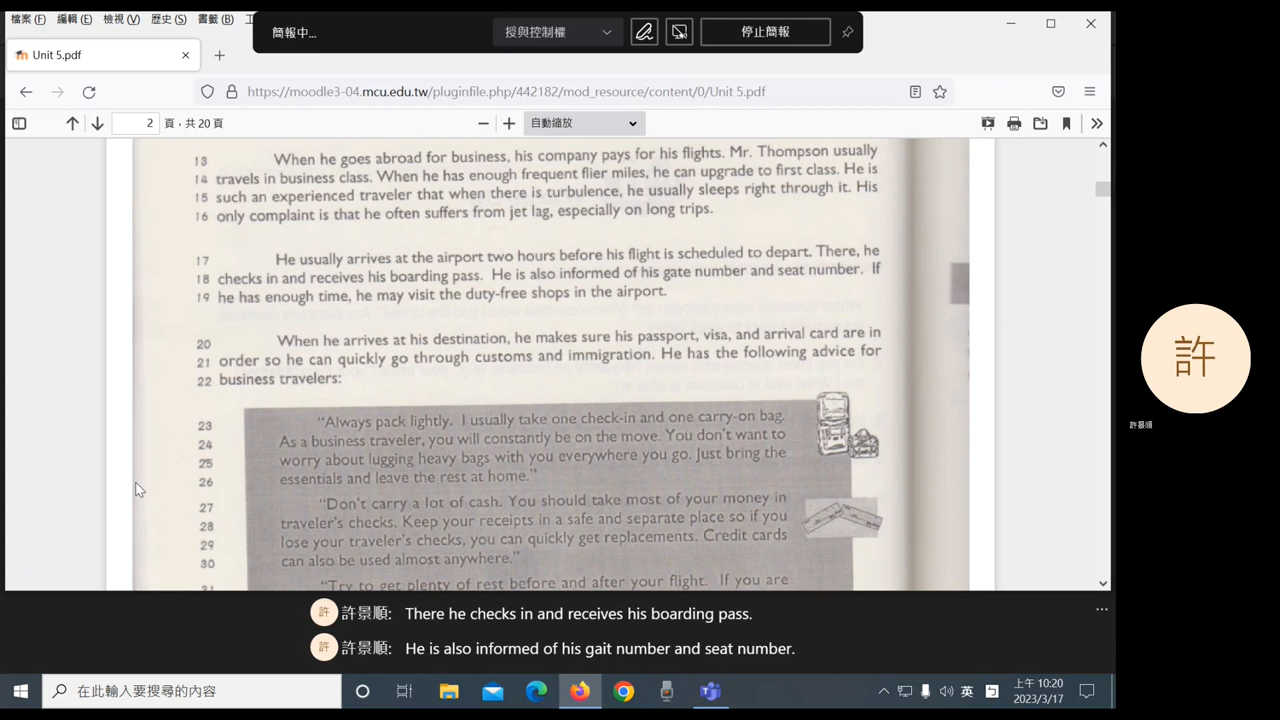 檔案(F) 編輯(E) 檢視(V) 歷史(S) 書籤(B)
簡報中...
授與控制權
停止簡報
Unit 5.pdf
https://moodle3-04.mcu.edu.tw/pluginfile.php/442182/mod_resource/content/0/Unit 5.pdf
2 頁，共 20 頁
自動縮放
13 When he goes abroad for business, his company pays for his flights. Mr. Thompson usually
14 travels in business class. When he has enough frequent flier miles, he can upgrade to first class. He is
15 such an experienced traveler that when there is turbulence, he usually sleeps right through it. His
16 only complaint is that he often suffers from jet lag, especially on long trips.
17 He usually arrives at the airport two hours before his flight is scheduled to depart. There, he
18 checks in and receives his boarding pass. He is also informed of his gate number and seat number. If
19 he has enough time, he may visit the duty-free shops in the airport.
20 When he arrives at his destination, he makes sure his passport, visa, and arrival card are in
21 order so he can quickly go through customs and immigration. He has the following advice for
22 business travelers:
23 "Always pack lightly. I usually take one check-in and one carry-on bag.
24 As a business traveler, you will constantly be on the move. You don't want to
25 worry about lugging heavy bags with you everywhere you go. Just bring the
26 essentials and leave the rest at home."
27 "Don't carry a lot of cash. You should take most of your money in
28 traveler's checks. Keep your receipts in a safe and separate place so if you
29 lose your traveler's checks, you can quickly get replacements. Credit cards
30 can also be used almost anywhere."
31 "Try to get plenty of rest before and after your flight. If you are
許
許景順
許 許景順: There he checks in and receives his boarding pass.
許 許景順: He is also informed of his gait number and seat number.
在此輸入要搜尋的文字
英
上午 10:20
2023/3/17